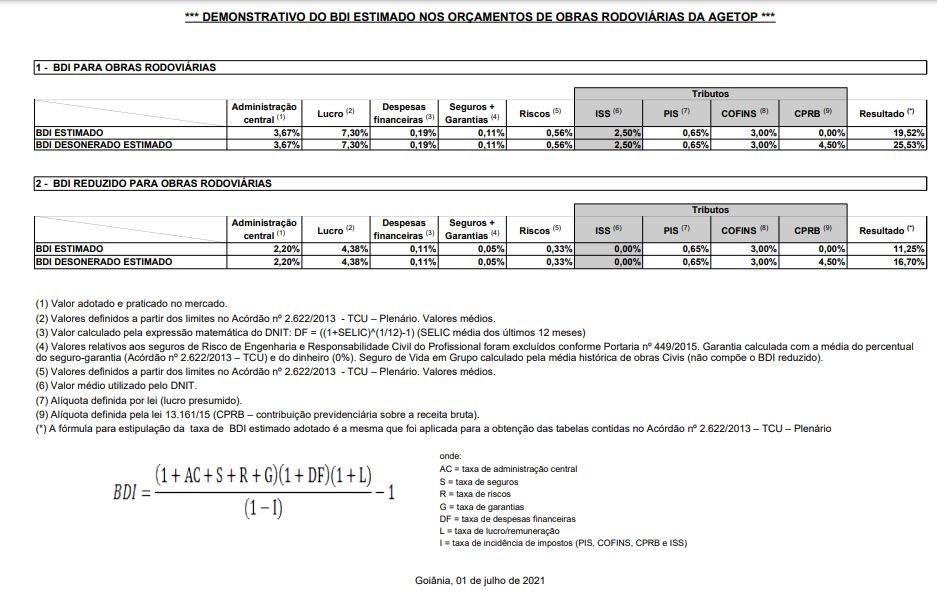 *** DEMONSTRATIVO DO BDI ESTIMADO NOS ORÇAMENTOS DE OBRAS RODOVIÁRIAS DA AGETOP ***
1 - BDI PARA OBRAS RODOVIÁRIAS
Tributos
Administração central (1) Lucro (2) Despesas financeiras (3) Seguros + Garantias (4) Riscos (5) ISS (6) PIS (7) COFINS (8) CPRB (9) Resultado (*)
BDI ESTIMADO 3,67% 7,30% 0,19% 0,11% 0,56% 2,50% 0,65% 3,00% 0,00% 19,52%
BDI DESONERADO ESTIMADO 3,67% 7,30% 0,19% 0,11% 0,56% 2,50% 0,65% 3,00% 4,50% 25,53%
2 - BDI REDUZIDO PARA OBRAS RODOVIÁRIAS
Tributos
Administração central (1) Lucro (2) Despesas financeiras (3) Seguros + Garantias (4) Riscos (5) ISS (6) PIS (7) COFINS (8) CPRB (9) Resultado (*)
BDI ESTIMADO 2,20% 4,38% 0,11% 0,05% 0,33% 0,00% 0,65% 3,00% 0,00% 11,25%
BDI DESONERADO ESTIMADO 2,20% 4,38% 0,11% 0,05% 0,33% 0,00% 0,65% 3,00% 4,50% 16,70%
(1) Valor adotado e praticado no mercado.
(2) Valores definidos a partir dos limites no Acórdão nº 2.622/2013 - TCU – Plenário. Valores médios.
(3) Valor calculado pela expressão matemática do DNIT: DF = ((1+SELIC)^(1/12)-1) (SELIC média dos últimos 12 meses)
(4) Valores relativos aos seguros de Risco de Engenharia e Responsabilidade Civil do Profissional foram excluídos conforme Portaria nº 449/2015. Garantia calculada com a média do percentual
do seguro-garantia (Acórdão nº 2.622/2013 – TCU) e do dinheiro (0%). Seguro de Vida em Grupo calculado pela média histórica de obras Civis (não compõe o BDI reduzido).
(5) Valores definidos a partir dos limites no Acórdão nº 2.622/2013 - TCU – Plenário. Valores médios.
(6) Valor médio utilizado pelo DNIT.
(7) Alíquota definida por lei (lucro presumido).
(9) Alíquota definida pela lei 13.161/15 (CPRB – contribuição previdenciária sobre a receita bruta).
(*) A fórmula para estipulação da taxa de BDI estimado adotado é a mesma que foi aplicada para a obtenção das tabelas contidas no Acórdão nº 2.622/2013 – TCU – Plenário
BDI = (1 + AC + S + R + G)(1 + DF)(1 + L) / (1 – I) – 1
onde:
AC = taxa de administração central
S = taxa de seguros
R = taxa de riscos
G = taxa de garantias
DF = taxa de despesas financeiras
L = taxa de lucro/remuneração
I = taxa de incidência de impostos (PIS, COFINS, CPRB e ISS)
Goiânia, 01 de julho de 2021